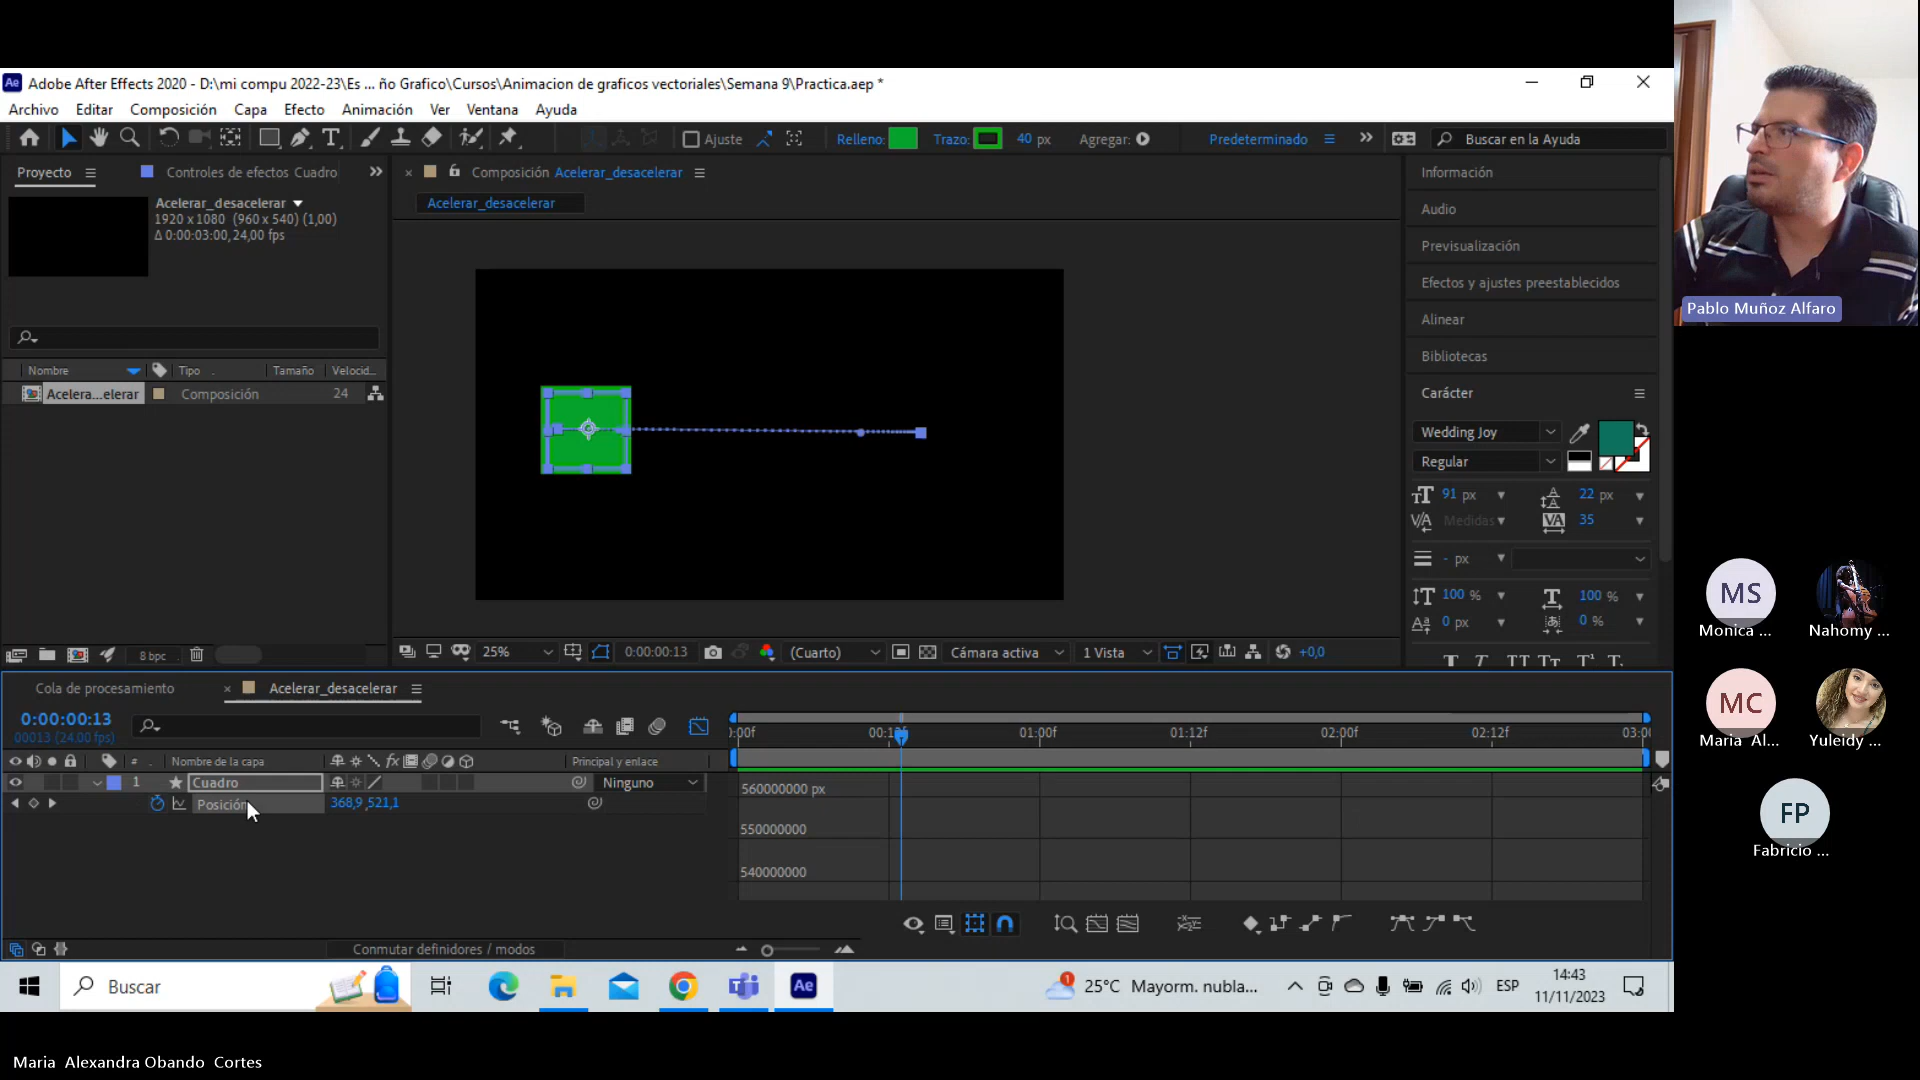 Ae Adobe After Effects 2020 - D:\mi compu 2022-23\Es ... ño Grafico\Cursos\Animacion de graficos vectoriales\Semana 9\Practica.aep *
Archivo Editar Composición Capa Efecto Animación Ver Ventana Ayuda
Ajuste Relleno: Trazo: 40 px Agregar: Predeterminado Buscar en la Ayuda
Proyecto Controles de efectos Cuadro
Composición Acelerar_desacelerar
Acelerar_desacelerar
Acelerar_desacelerar
1920 x 1080 (960 x 540) (1,00)
Δ 0:00:03:00, 24,00 fps
Nombre Tipo Tamaño Velocid...
Acelera...elerar Composición 24
8 bpc
25% 0:00:00:13 (Cuarto) Cámara activa 1 Vista +0,0
Información
Audio
Previsualización
Efectos y ajustes preestablecidos
Alinear
Bibliotecas
Carácter
Wedding Joy
Regular
91 px 22 px
Medidas 35
- px
100 % 100 %
0 px 0 %
T T TT Tт T¹ T,
Cola de procesamiento Acelerar_desacelerar
0:00:00:13
00013 (24.00 fps)
# Nombre de la capa Principal y enlace
1 Cuadro Ninguno
Posición 368,9 ,521,1
:00f 00:12f 01:00f 01:12f 02:00f 02:12f 03:0
560000000 px
550000000
540000000
Conmutar definidores / modos
Buscar
Ae
1
25°C Mayorm. nubla...
ESP
14:43
11/11/2023
Pablo Muñoz Alfaro
MS
Monica ...
Nahomy ...
MC
Maria Al...
Yuleidy ...
FP
Fabricio ...
Maria Alexandra Obando Cortes